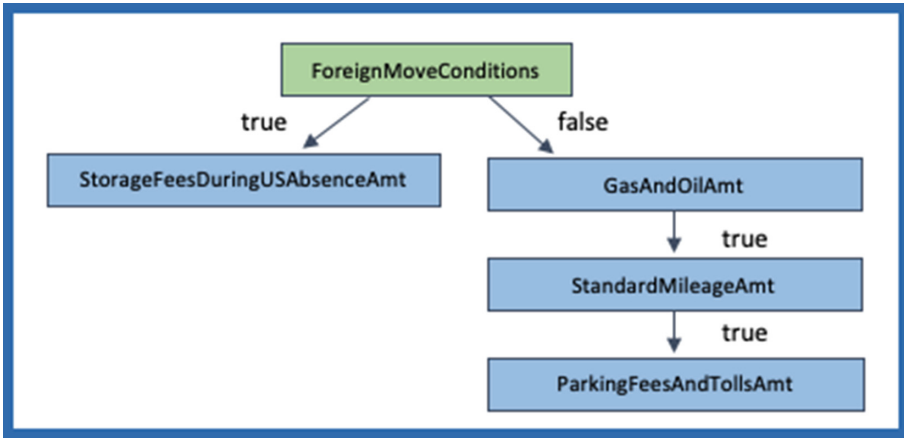 ForeignMoveConditions
true
false
StorageFeesDuringUSAbsenceAmt
GasAndOilAmt
true
StandardMileageAmt
true
ParkingFeesAndTollsAmt